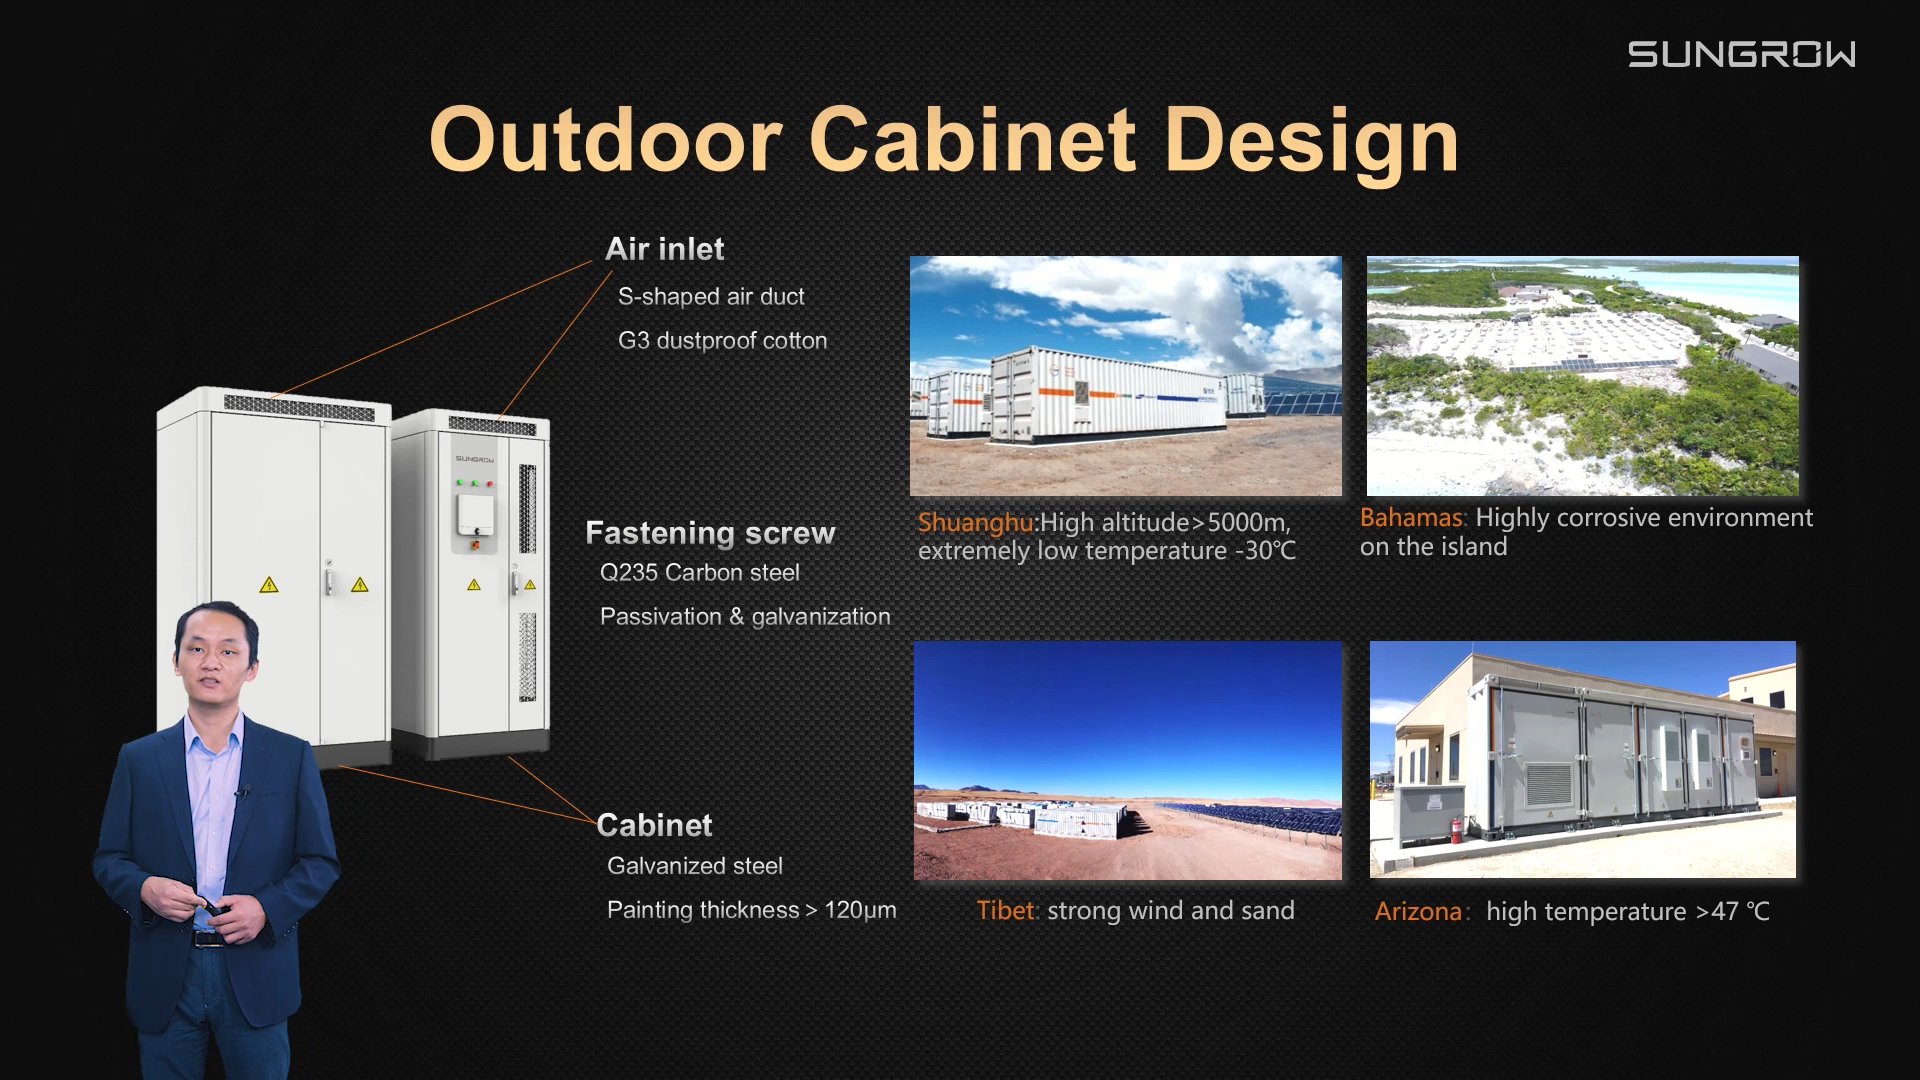 SUNGROW
Outdoor Cabinet Design
Air inlet
S-shaped air duct
G3 dustproof cotton
SUNGROW
Fastening screw
Q235 Carbon steel
Passivation & galvanization
Cabinet
Galvanized steel
Painting thickness > 120μm
Shuanghu:High altitude>5000m,
extremely low temperature -30℃
Bahamas: Highly corrosive environment
on the island
Tibet: strong wind and sand
Arizona: high temperature >47 ℃